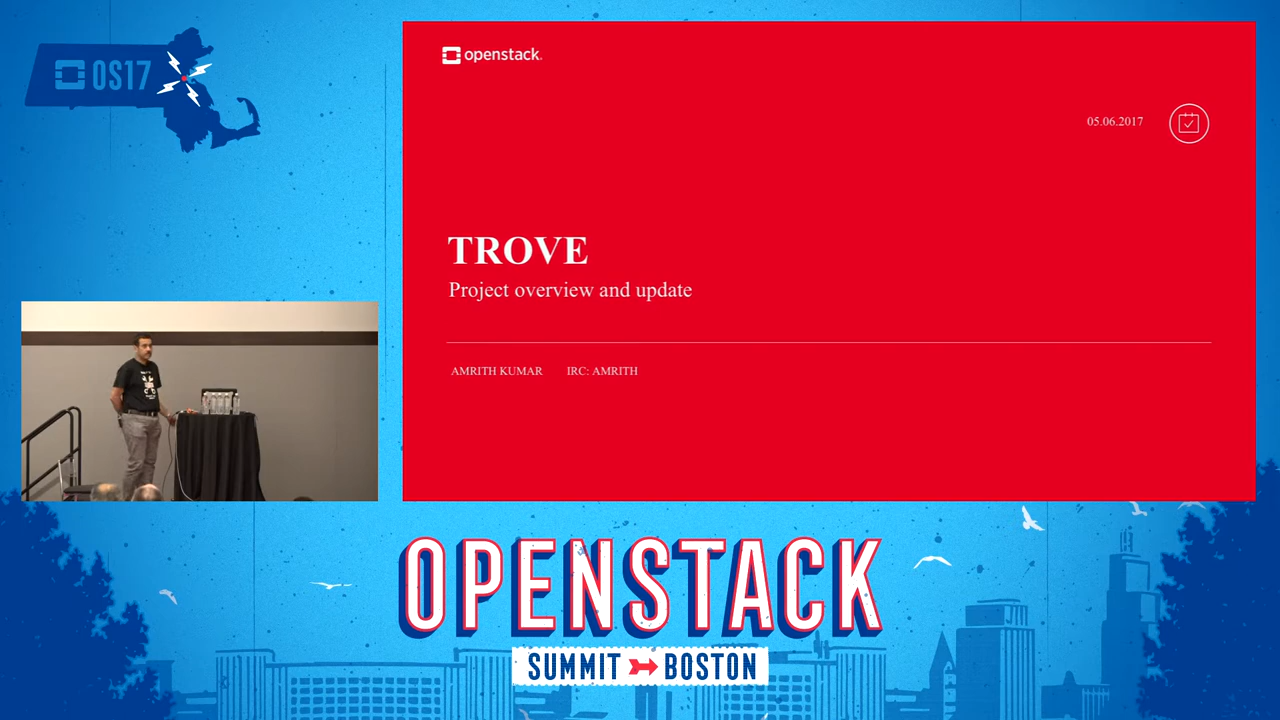 OS17
openstack.
05.06.2017
TROVE
Project overview and update
AMRITH KUMAR IRC: AMRITH
OPENSTACK
SUMMIT BOSTON